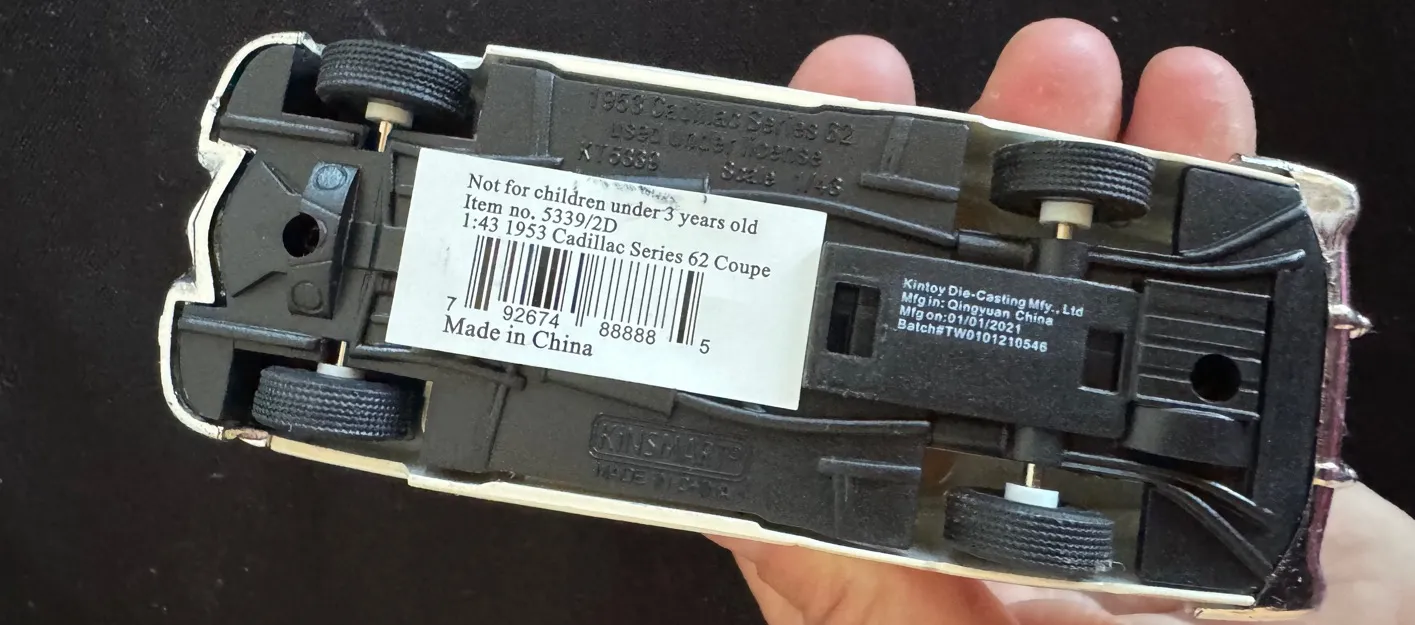 1953 Cadillac Series 62
used under license
KT5339 Scale 1/43
Not for children under 3 years old
Item no. 5339/2D
1:43 1953 Cadillac Series 62 Coupe
7 92674 88888 5
Made in China
Kintoy Die-Casting Mfy., Ltd
Mfg in: Qingyuan China
Mfg on:01/01/2021
Batch#TW0101210546
KINSMART®
MADE IN CHINA